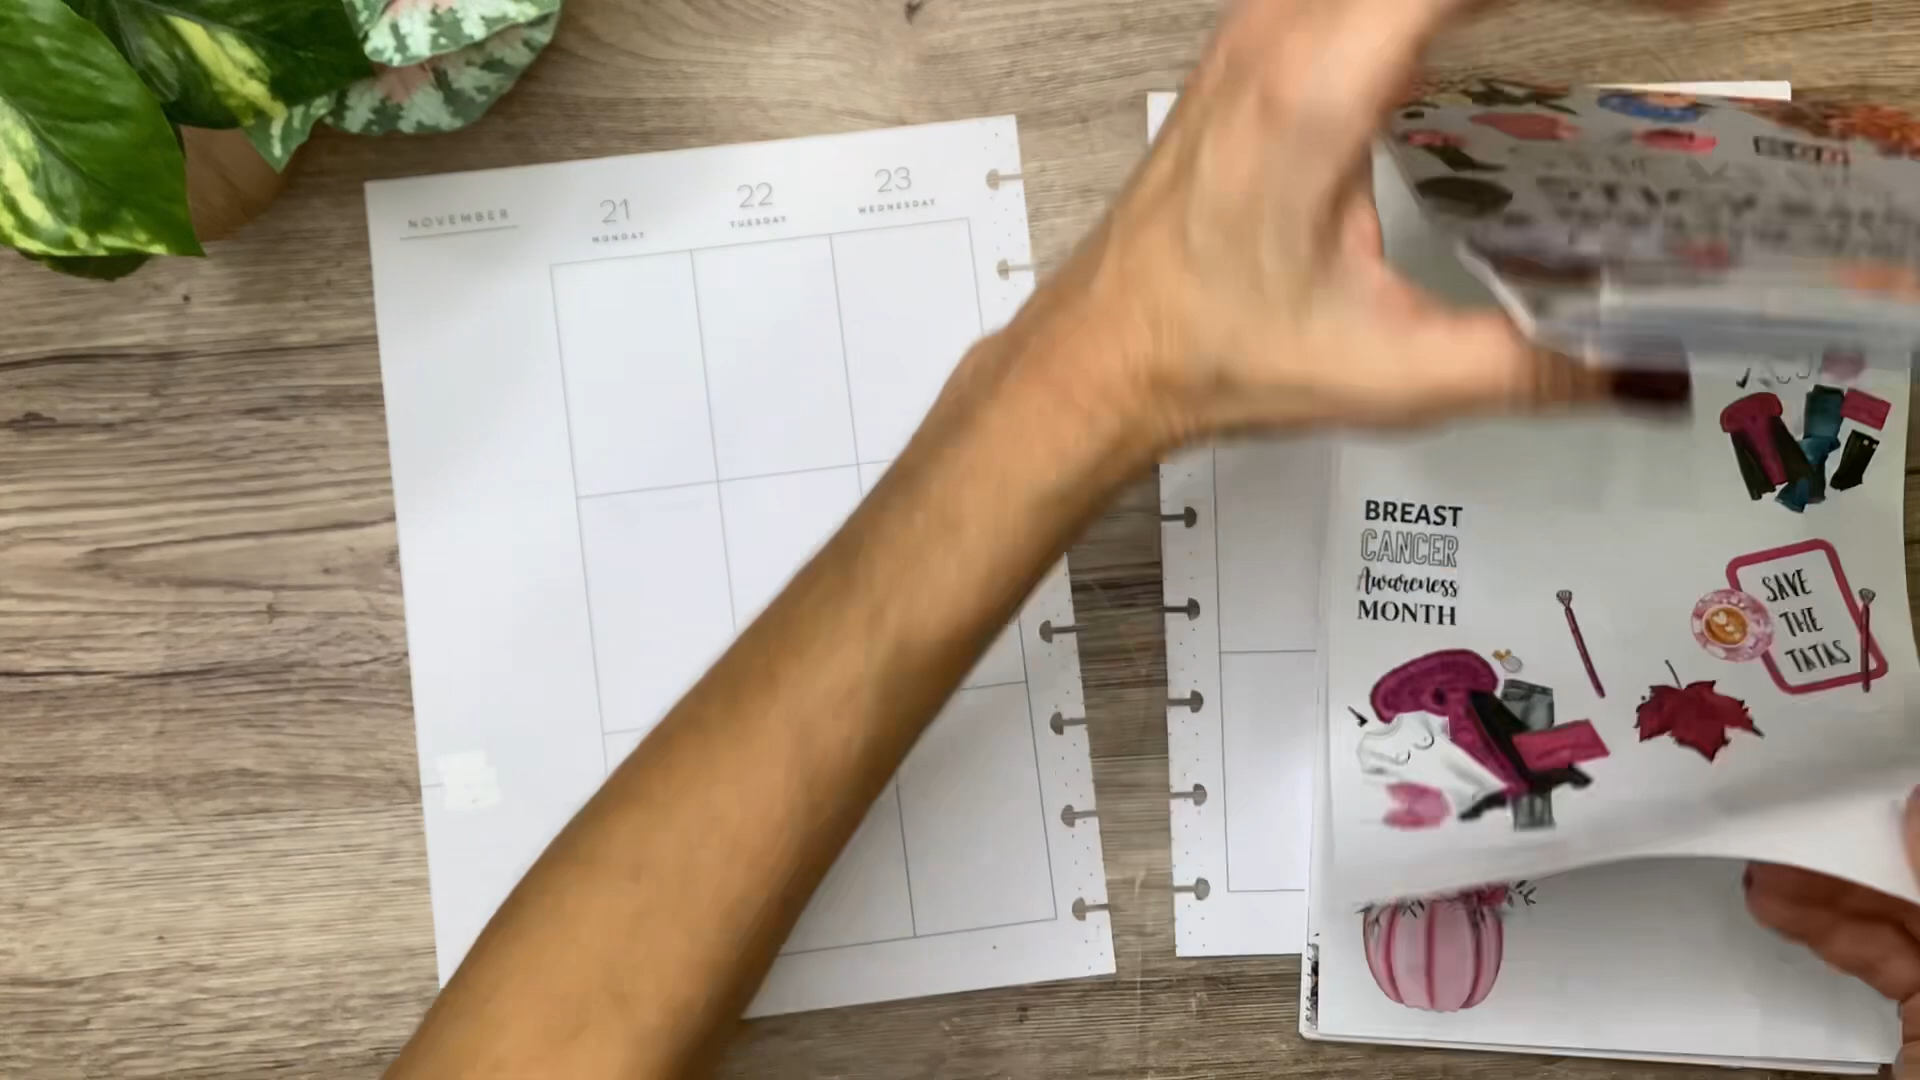 NOVEMBER
21
MONDAY
22
TUESDAY
23
WEDNESDAY
BREAST
CANCER
Awareness
MONTH
SAVE
THE
TATAS